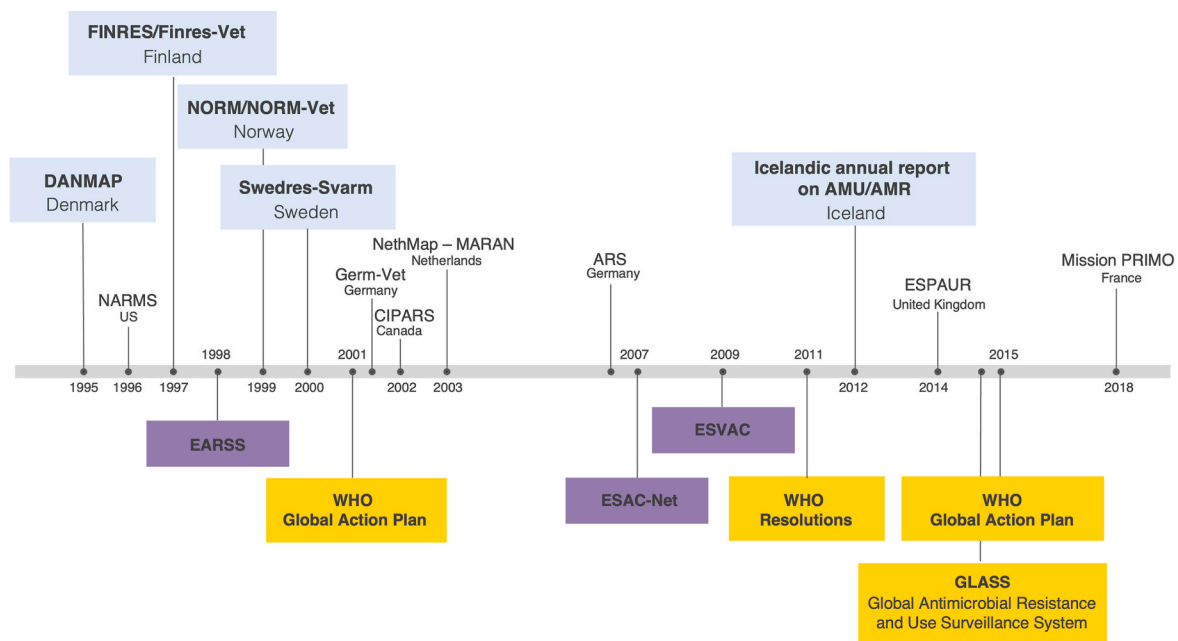 FINRES/Finres-Vet
Finland
NORM/NORM-Vet
Norway
DANMAP
Denmark
Swedres-Svarm
Sweden
Icelandic annual report
on AMU/AMR
Iceland
NARMS
US
Germ-Vet
Germany
CIPARS
Canada
NethMap – MARAN
Netherlands
ARS
Germany
ESPAUR
United Kingdom
Mission PRIMO
France
1998
2001
2007
2009
2011
2015
1995
1996
1997
1999
2000
2002
2003
2012
2014
2018
EARSS
WHO
Global Action Plan
ESAC-Net
ESVAC
WHO
Resolutions
WHO
Global Action Plan
GLASS
Global Antimicrobial Resistance
and Use Surveillance System